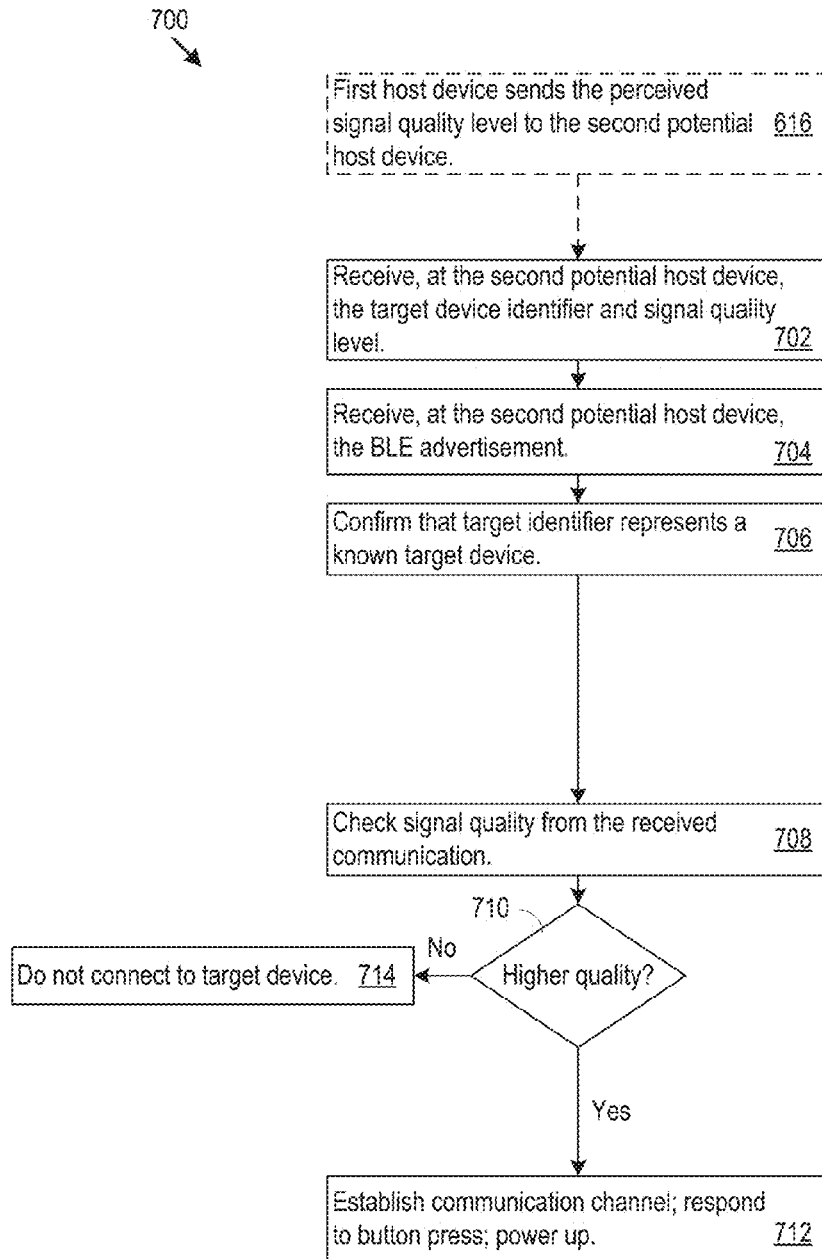 700
First host device sends the perceived
signal quality level to the second potential 616
host device.
Receive, at the second potential host device,
the target device identifier and signal quality
level. 702
Receive, at the second potential host device,
the BLE advertisement. 704
Confirm that target identifier represents a 706
known target device.
Check signal quality from the received 708
communication.
710
No
Do not connect to target device. 714
Higher quality?
Yes
Establish communication channel; respond
to button press; power up. 712